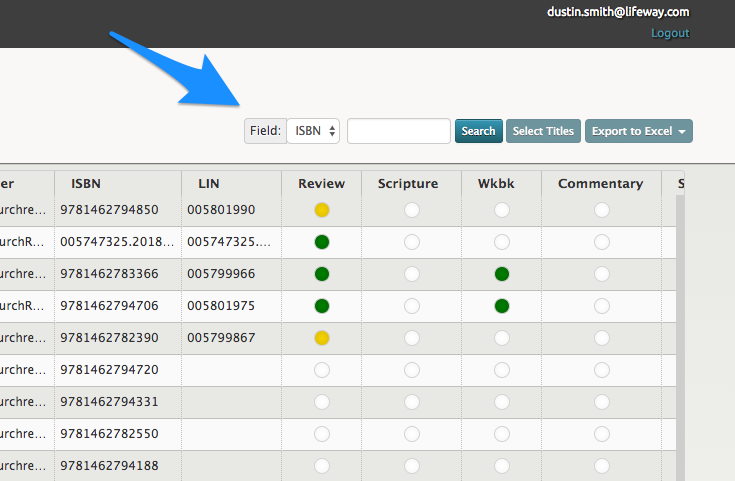 dustin.smith@lifeway.com
Logout
Field: ISBN Search Select Titles Export to Excel
er ISBN LIN Review Scripture Wkbk Commentary S
urchre... 9781462794850 005801990
urchR... 005747325.2018... 005747325....
urchre... 9781462783366 005799966
urchR... 9781462794706 005801975
urchre... 9781462782390 005799867
urchre... 9781462794720
urchre... 9781462794331
urchre... 9781462782550
urchre... 9781462794188